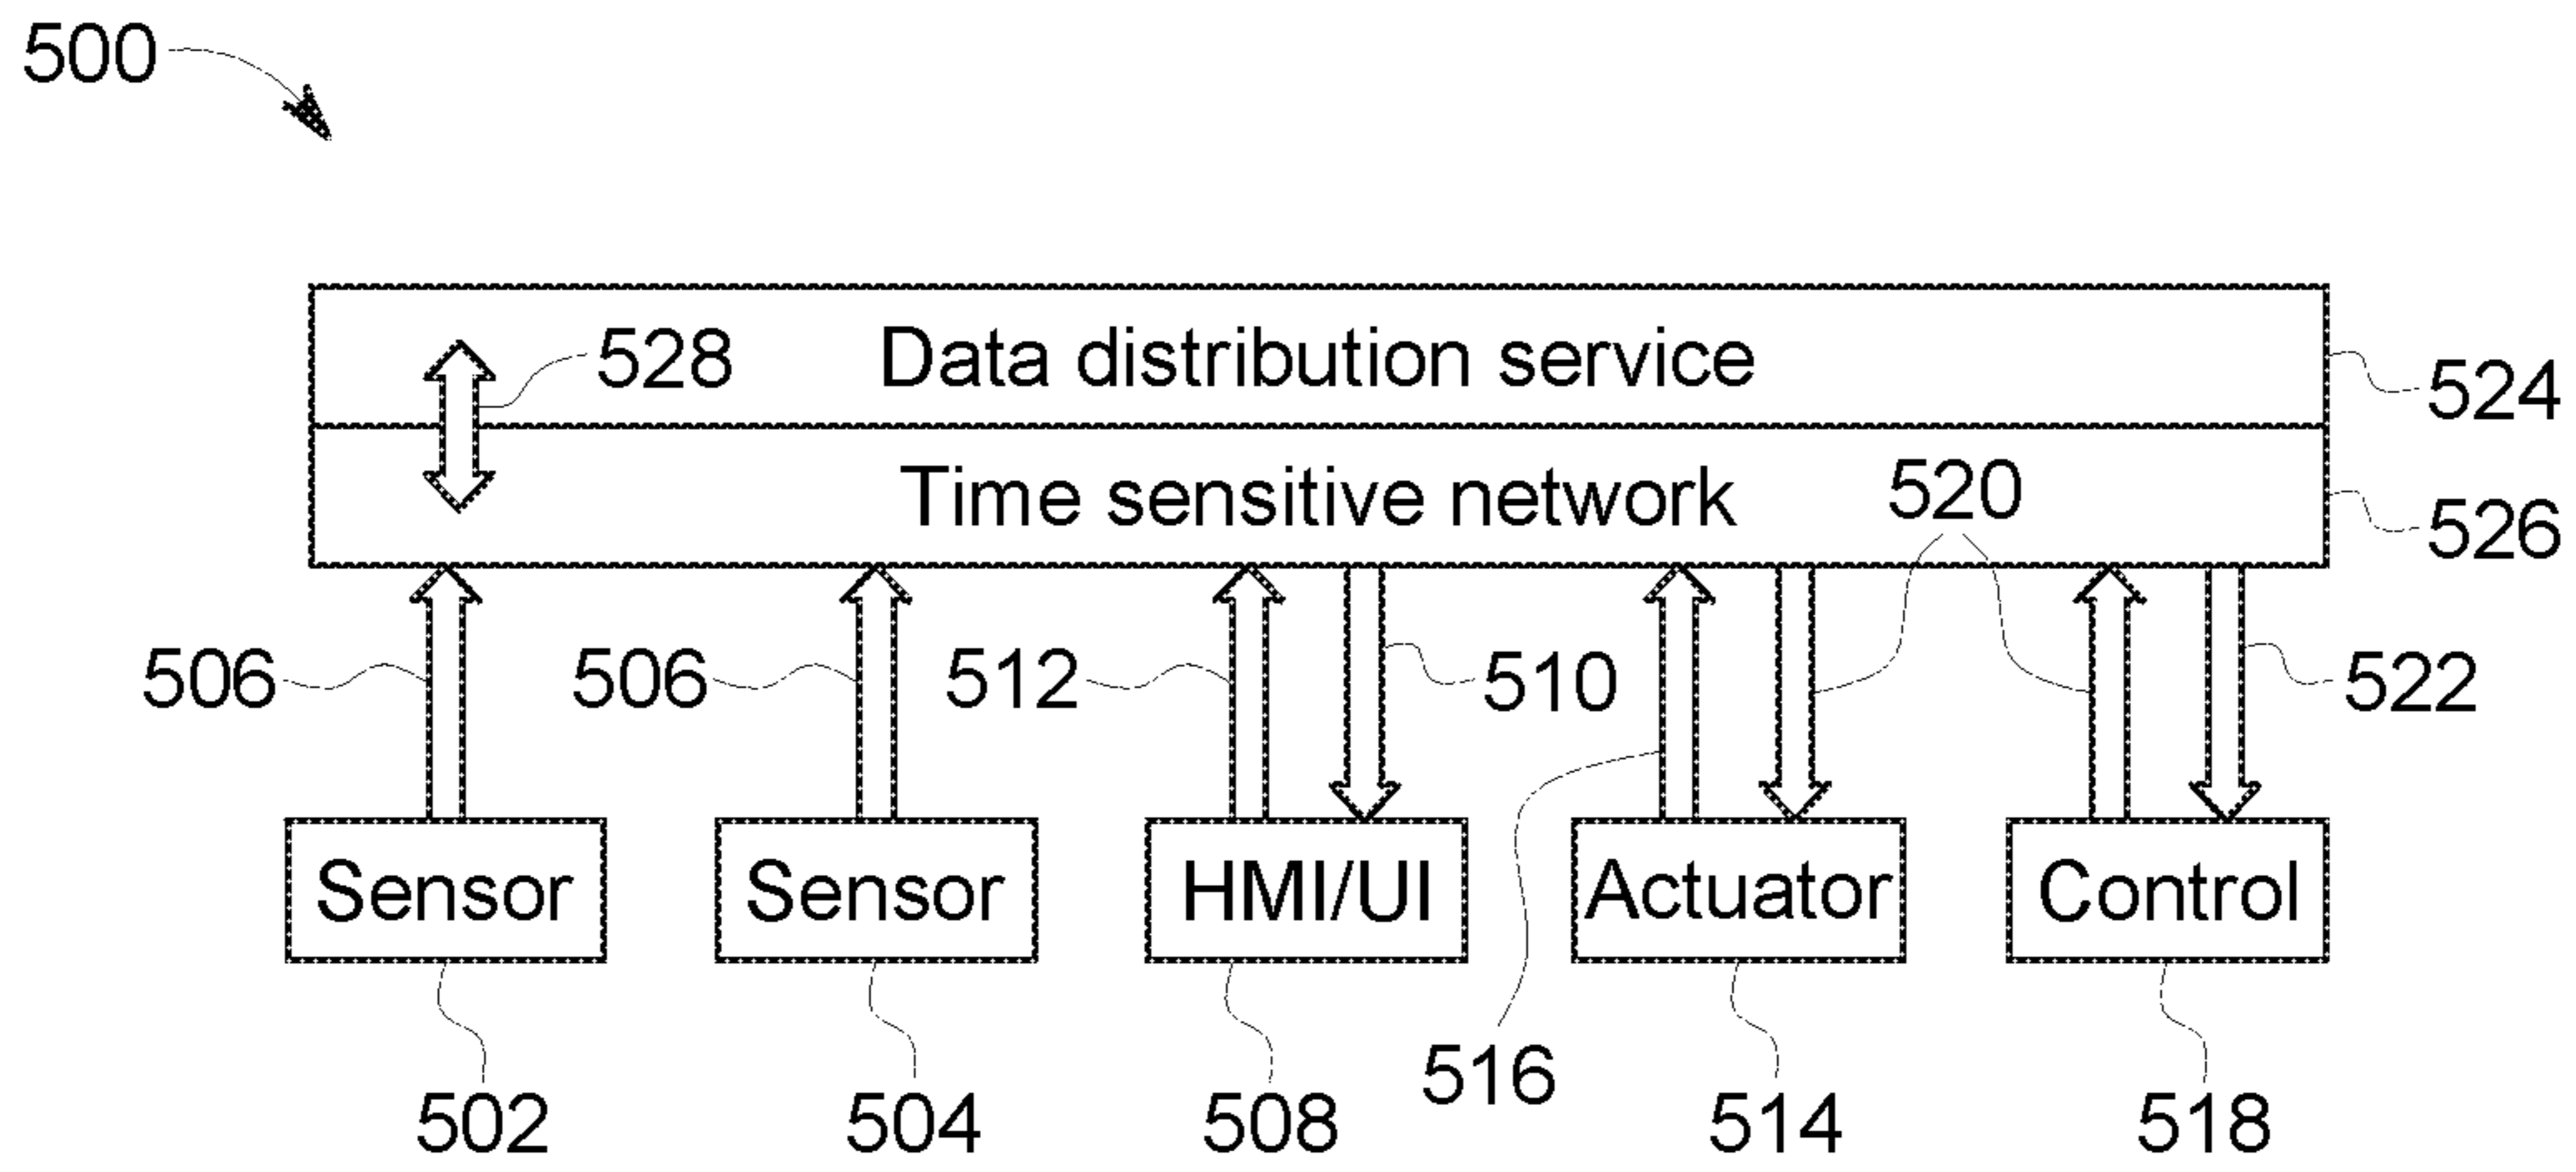 500
528 Data distribution service
524
Time sensitive network 520
526
506 506 512 510 522
Sensor Sensor HMI/UI Actuator Control
516
502 504 508 514 518